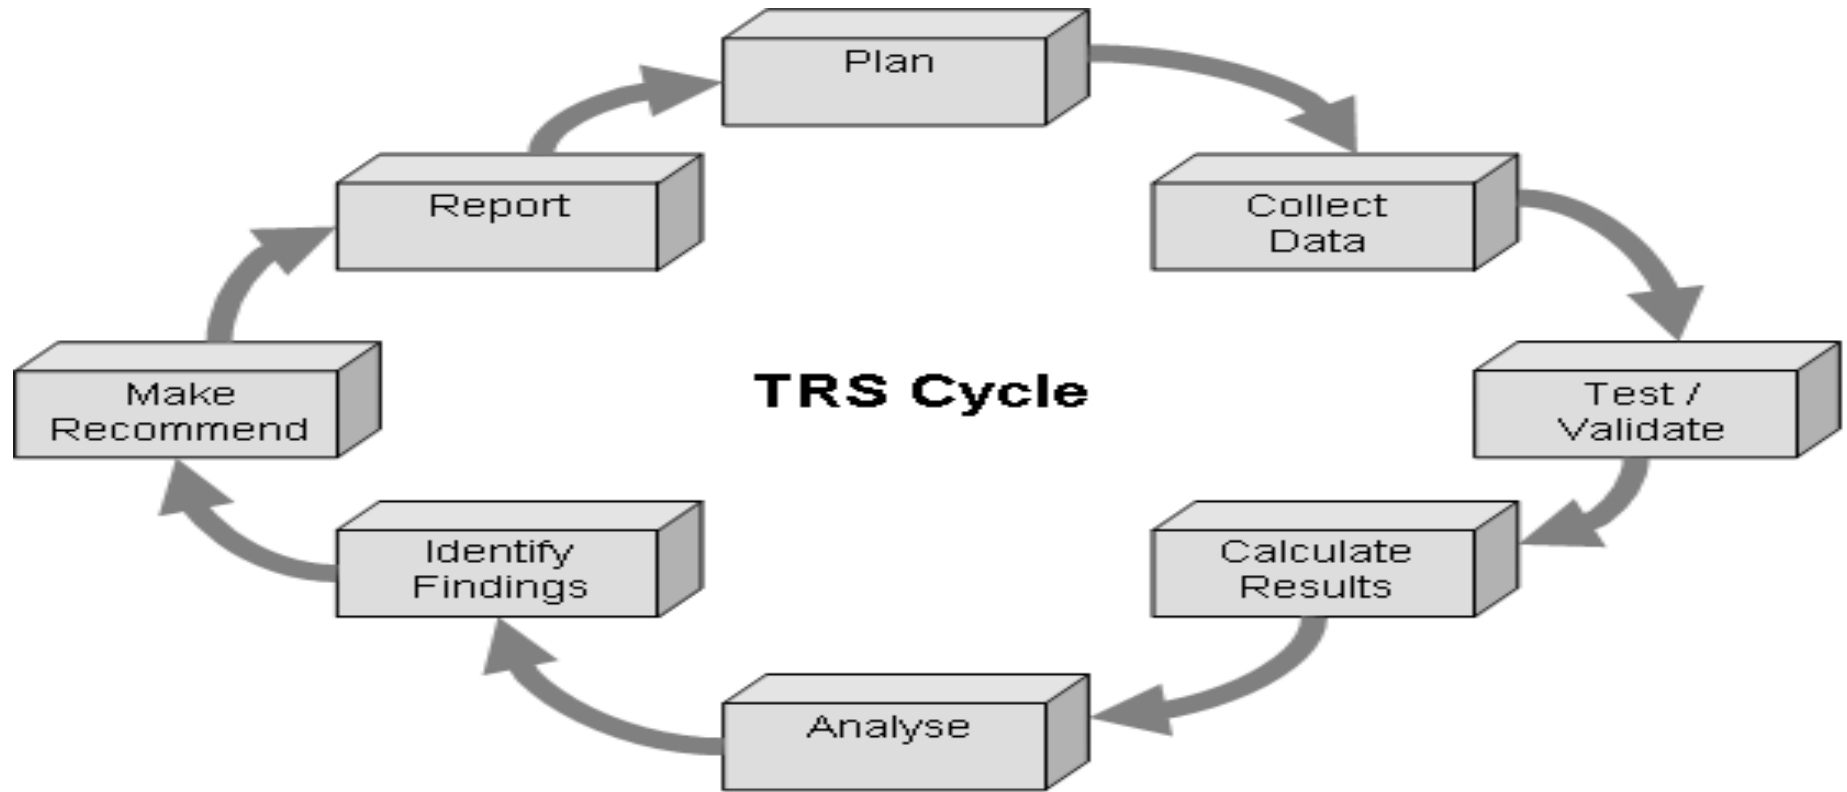 Plan
Collect
Data
Test /
Validate
Calculate
Results
Analyse
Identify
Findings
Make
Recommend
Report
TRS Cycle